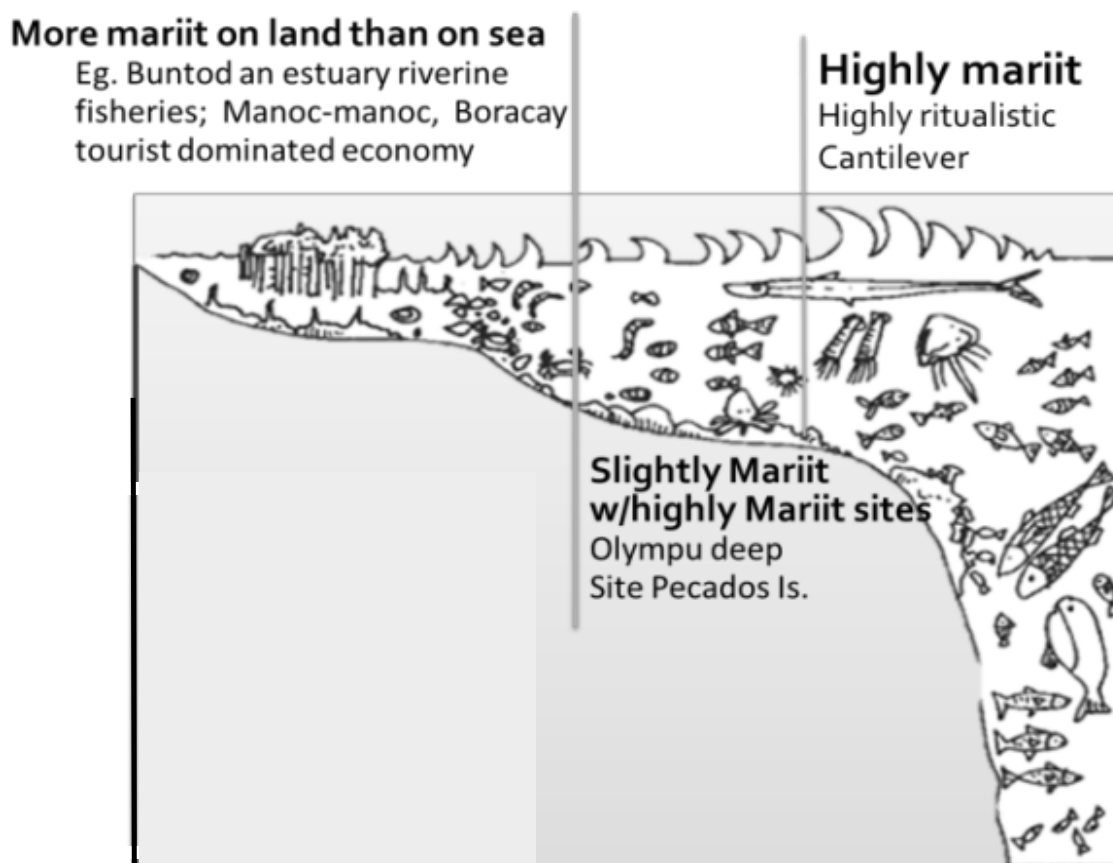 More mariit on land than on sea
Eg. Buntod an estuary riverine
fisheries; Manoc-manoc, Boracay
tourist dominated economy
Highly mariit
Highly ritualistic
Cantilever
Slightly Mariit
w/highly Mariit sites
Olympu deep
Site Pecados Is.